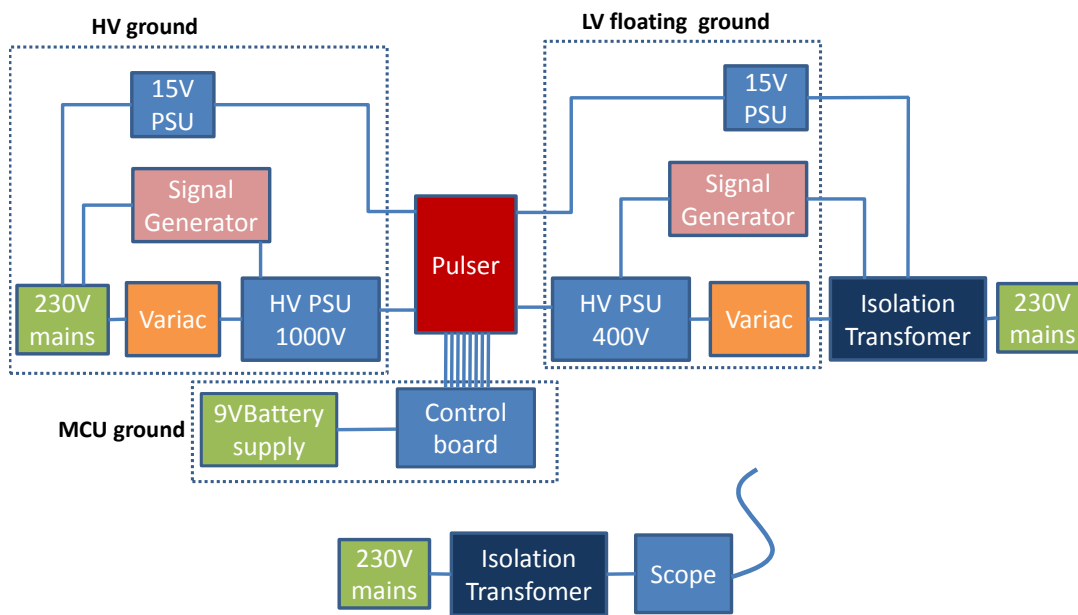 HV ground
LV floating ground
15V
PSU
15V
PSU
Signal
Generator
Signal
Generator
Pulser
230V
mains
Variac
HV PSU
1000V
HV PSU
400V
Variac
Isolation
Transfomer
230V
mains
MCU ground
9VBattery
supply
Control
board
230V
mains
Isolation
Transfomer
Scope